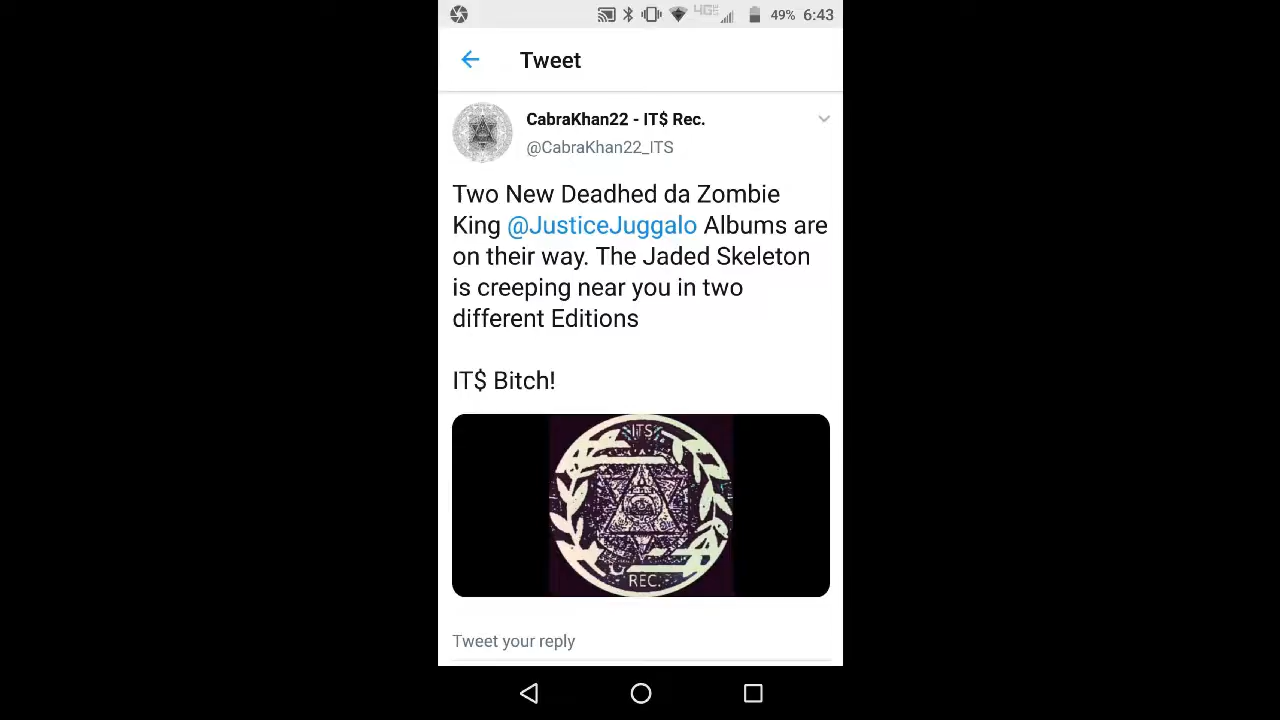 4G 49% 6:43
Tweet
CabraKhan22 - IT$ Rec.
@CabraKhan22_ITS
Two New Deadhed da Zombie
King @JusticeJuggalo Albums are
on their way. The Jaded Skeleton
is creeping near you in two
different Editions
IT$ Bitch!
ITS
REC.
Tweet your reply